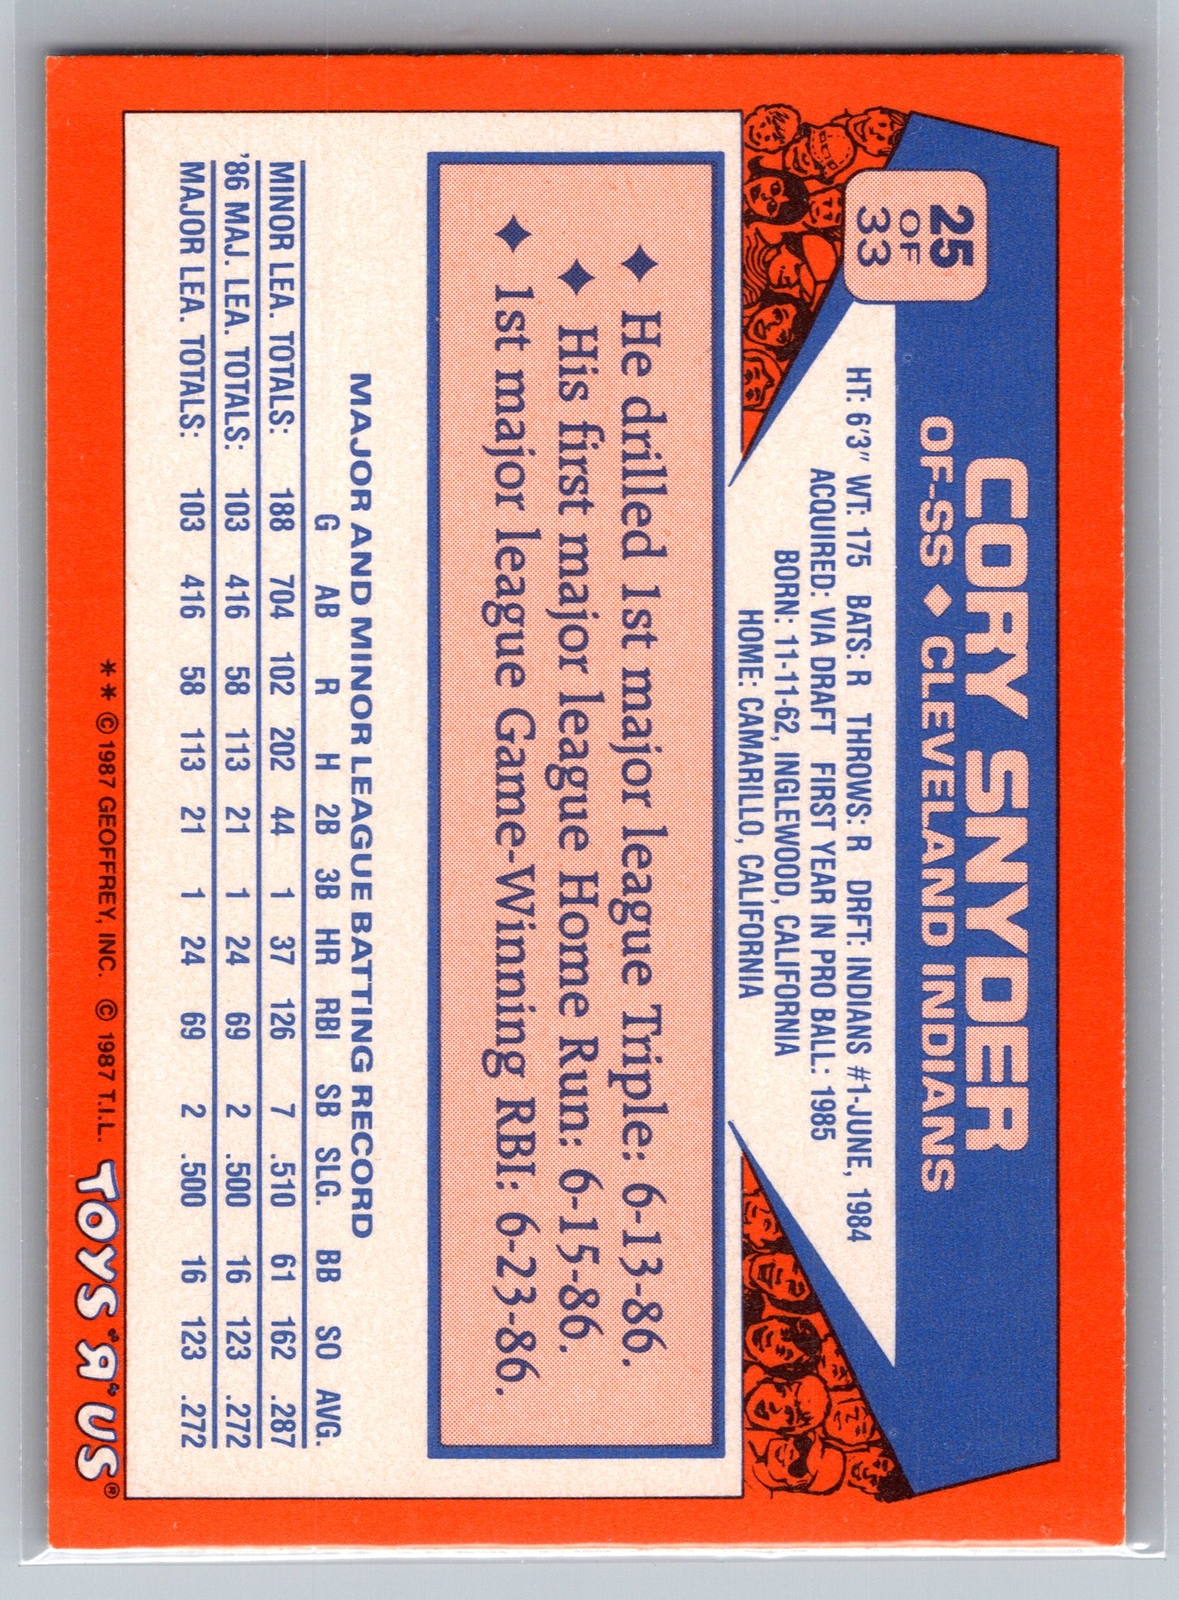 25
OF
33
CORY SNYDER
OF-SS ◆ CLEVELAND INDIANS
HT: 6'3" WT: 175 BATS: R THROWS: R DRFT: INDIANS #1-JUNE, 1984
ACQUIRED: VIA DRAFT FIRST YEAR IN PRO BALL: 1985
BORN: 11-11-62, INGLEWOOD, CALIFORNIA
HOME: CAMARILLO, CALIFORNIA
✦ He drilled 1st major league Triple: 6-13-86.
✦ His first major league Home Run: 6-15-86.
✦ 1st major league Game-Winning RBI: 6-23-86.
MAJOR AND MINOR LEAGUE BATTING RECORD
G AB R H 2B 3B HR RBI SB SLG. BB SO AVG.
MINOR LEA. TOTALS: 188 704 102 202 44 1 37 126 7 .510 61 162 .287
'86 MAJ. LEA. TOTALS: 103 416 58 113 21 1 24 69 2 .500 16 123 .272
MAJOR LEA. TOTALS: 103 416 58 113 21 1 24 69 2 .500 16 123 .272
** © 1987 GEOFFREY, INC. © 1987 T.I.L. TOYS "Я" US®